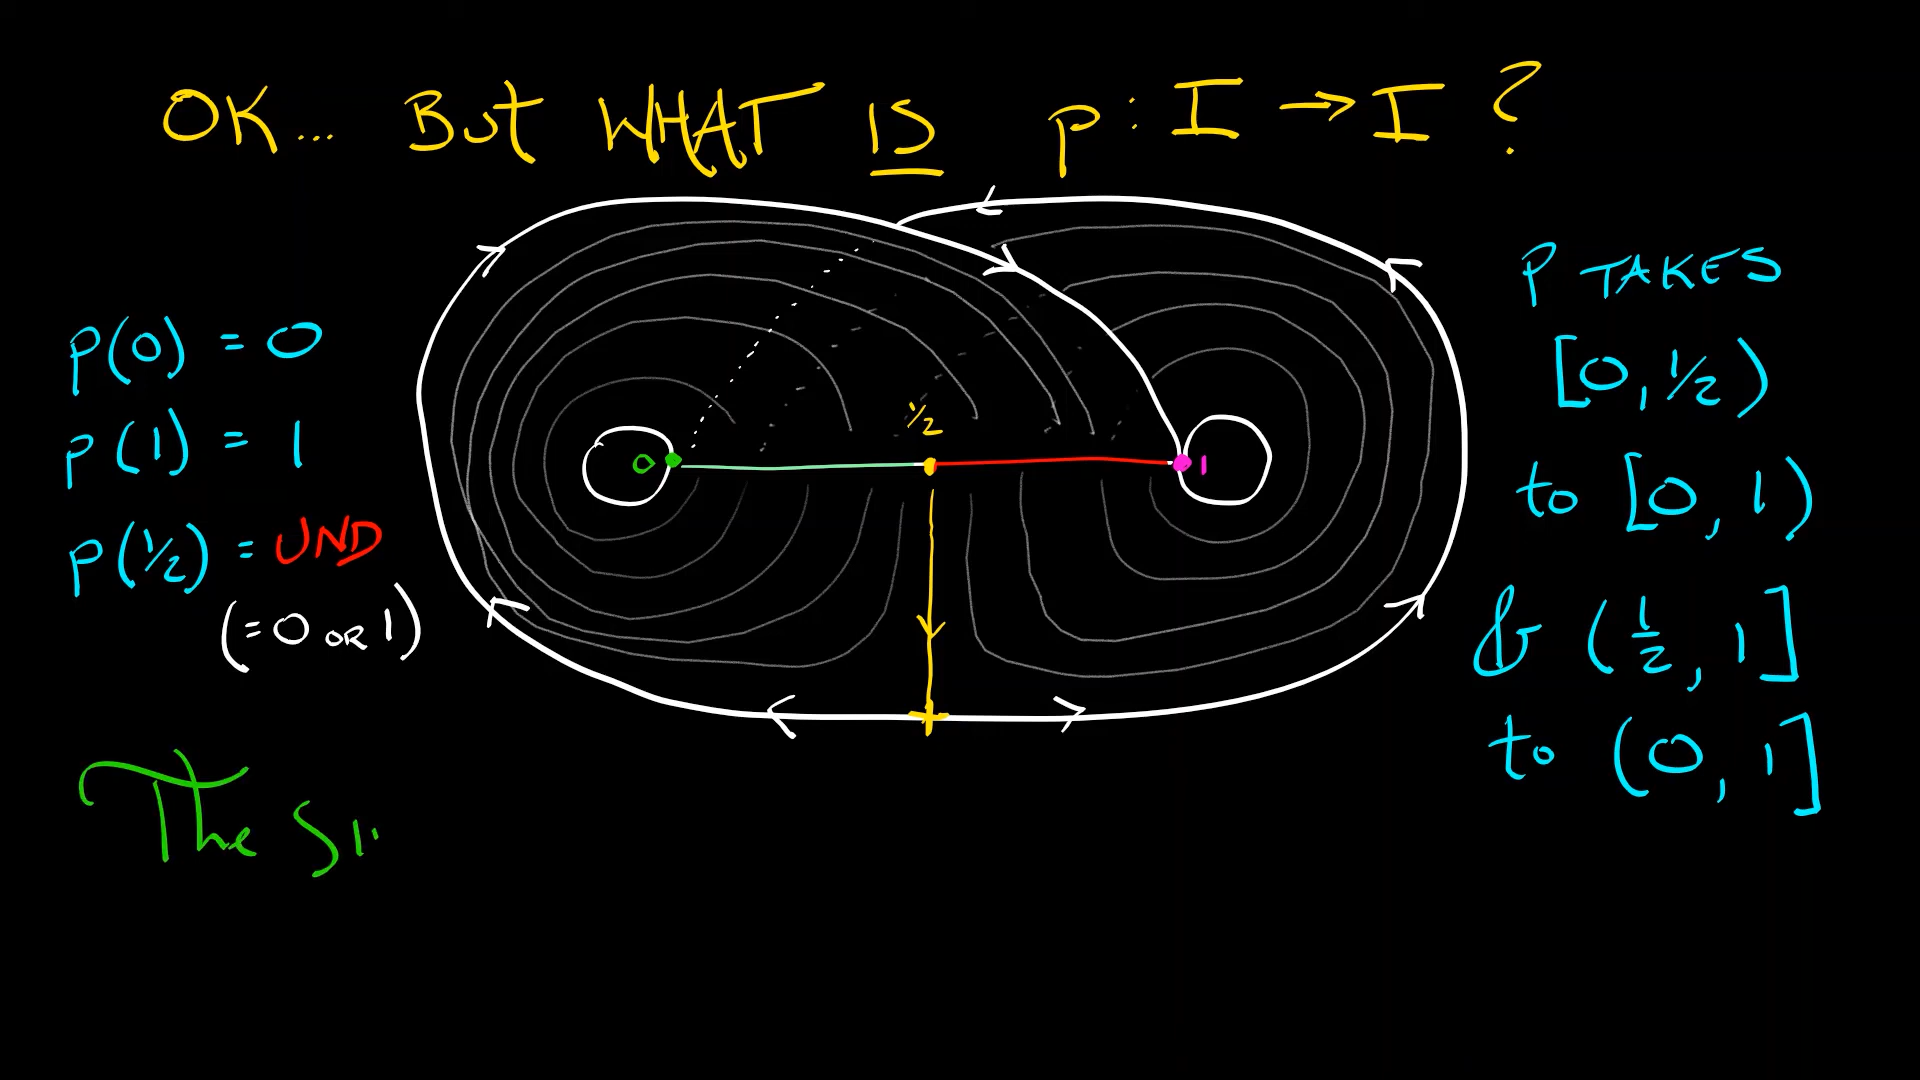 OK... BUT WHAT IS p: I → I ?
p(0) = 0
p(1) = 1
p(1/2) = UND
(= 0 OR 1)
The
0
1/2
1
P TAKES
[0, 1/2)
to [0, 1)
& (1/2, 1]
to (0, 1]